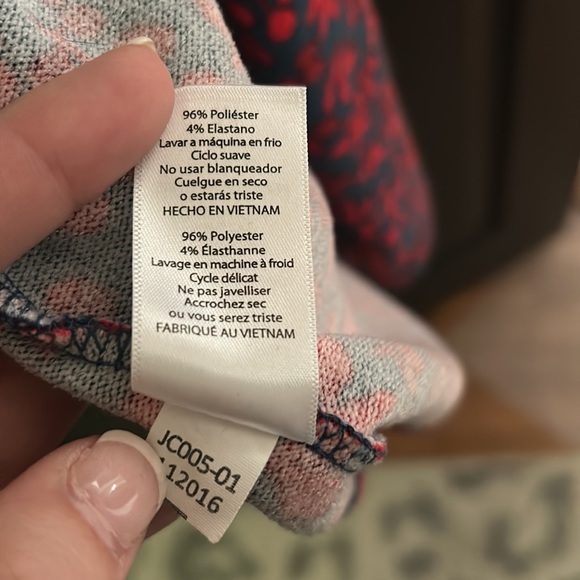 96% Poliéster
4% Elastano
Lavar a máquina en frio
Ciclo suave
No usar blanqueador
Cuelgue en seco
o estarás triste
HECHO EN VIETNAM
96% Polyester
4% Élasthanne
Lavage en machine à froid
Cycle délicat
Ne pas javelliser
Accrochez sec
ou vous serez triste
FABRIQUÉ AU VIETNAM
JC005-01
112016